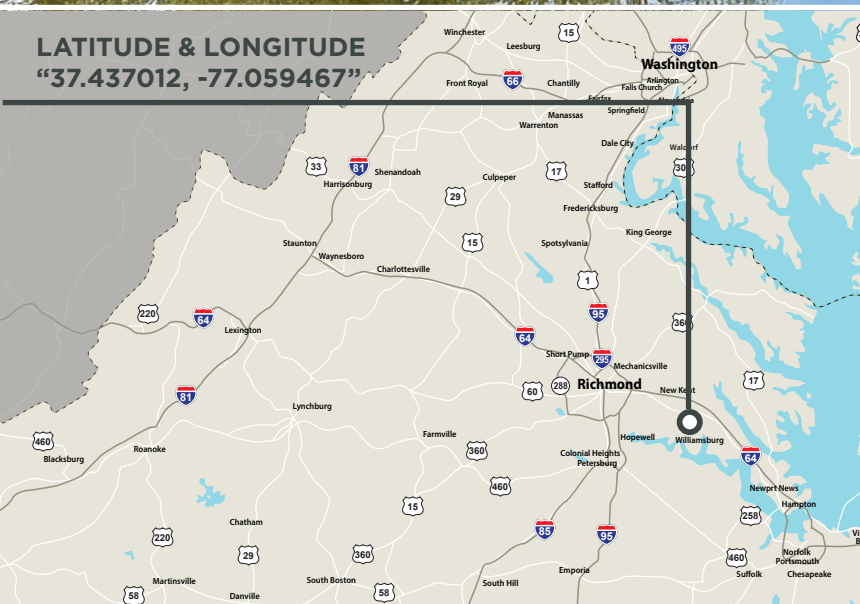 LATITUDE & LONGITUDE
“37.437012, -77.059467”
Winchester
15
Leesburg
495
Washington
Arlington
Falls Church
Front Royal
66
Chantilly
Fairfax
Springfield
Manassas
Warrenton
Dale City
Waldorf
301
33
81
Shenandoah
Harrisonburg
Culpeper
17
29
Stafford
Fredericksburg
King George
Staunton
15
Spotsylvania
Waynesboro
Charlottesville
1
220
64
Lexington
95
360
64
Short Pump
295
Mechanicsville
81
60
288
Richmond
New Kent
17
Lynchburg
460
Blacksburg
Roanoke
Farmville
360
Hopewell
Williamsburg
Colonial Heights
Petersburg
64
460
Newprt News
15
Hampton
258
Chatham
220
29
360
85
95
460
Norfolk
Portsmouth
Suffolk
Chesapeake
Martinsville
58
Danville
South Boston
58
South Hill
Emporia